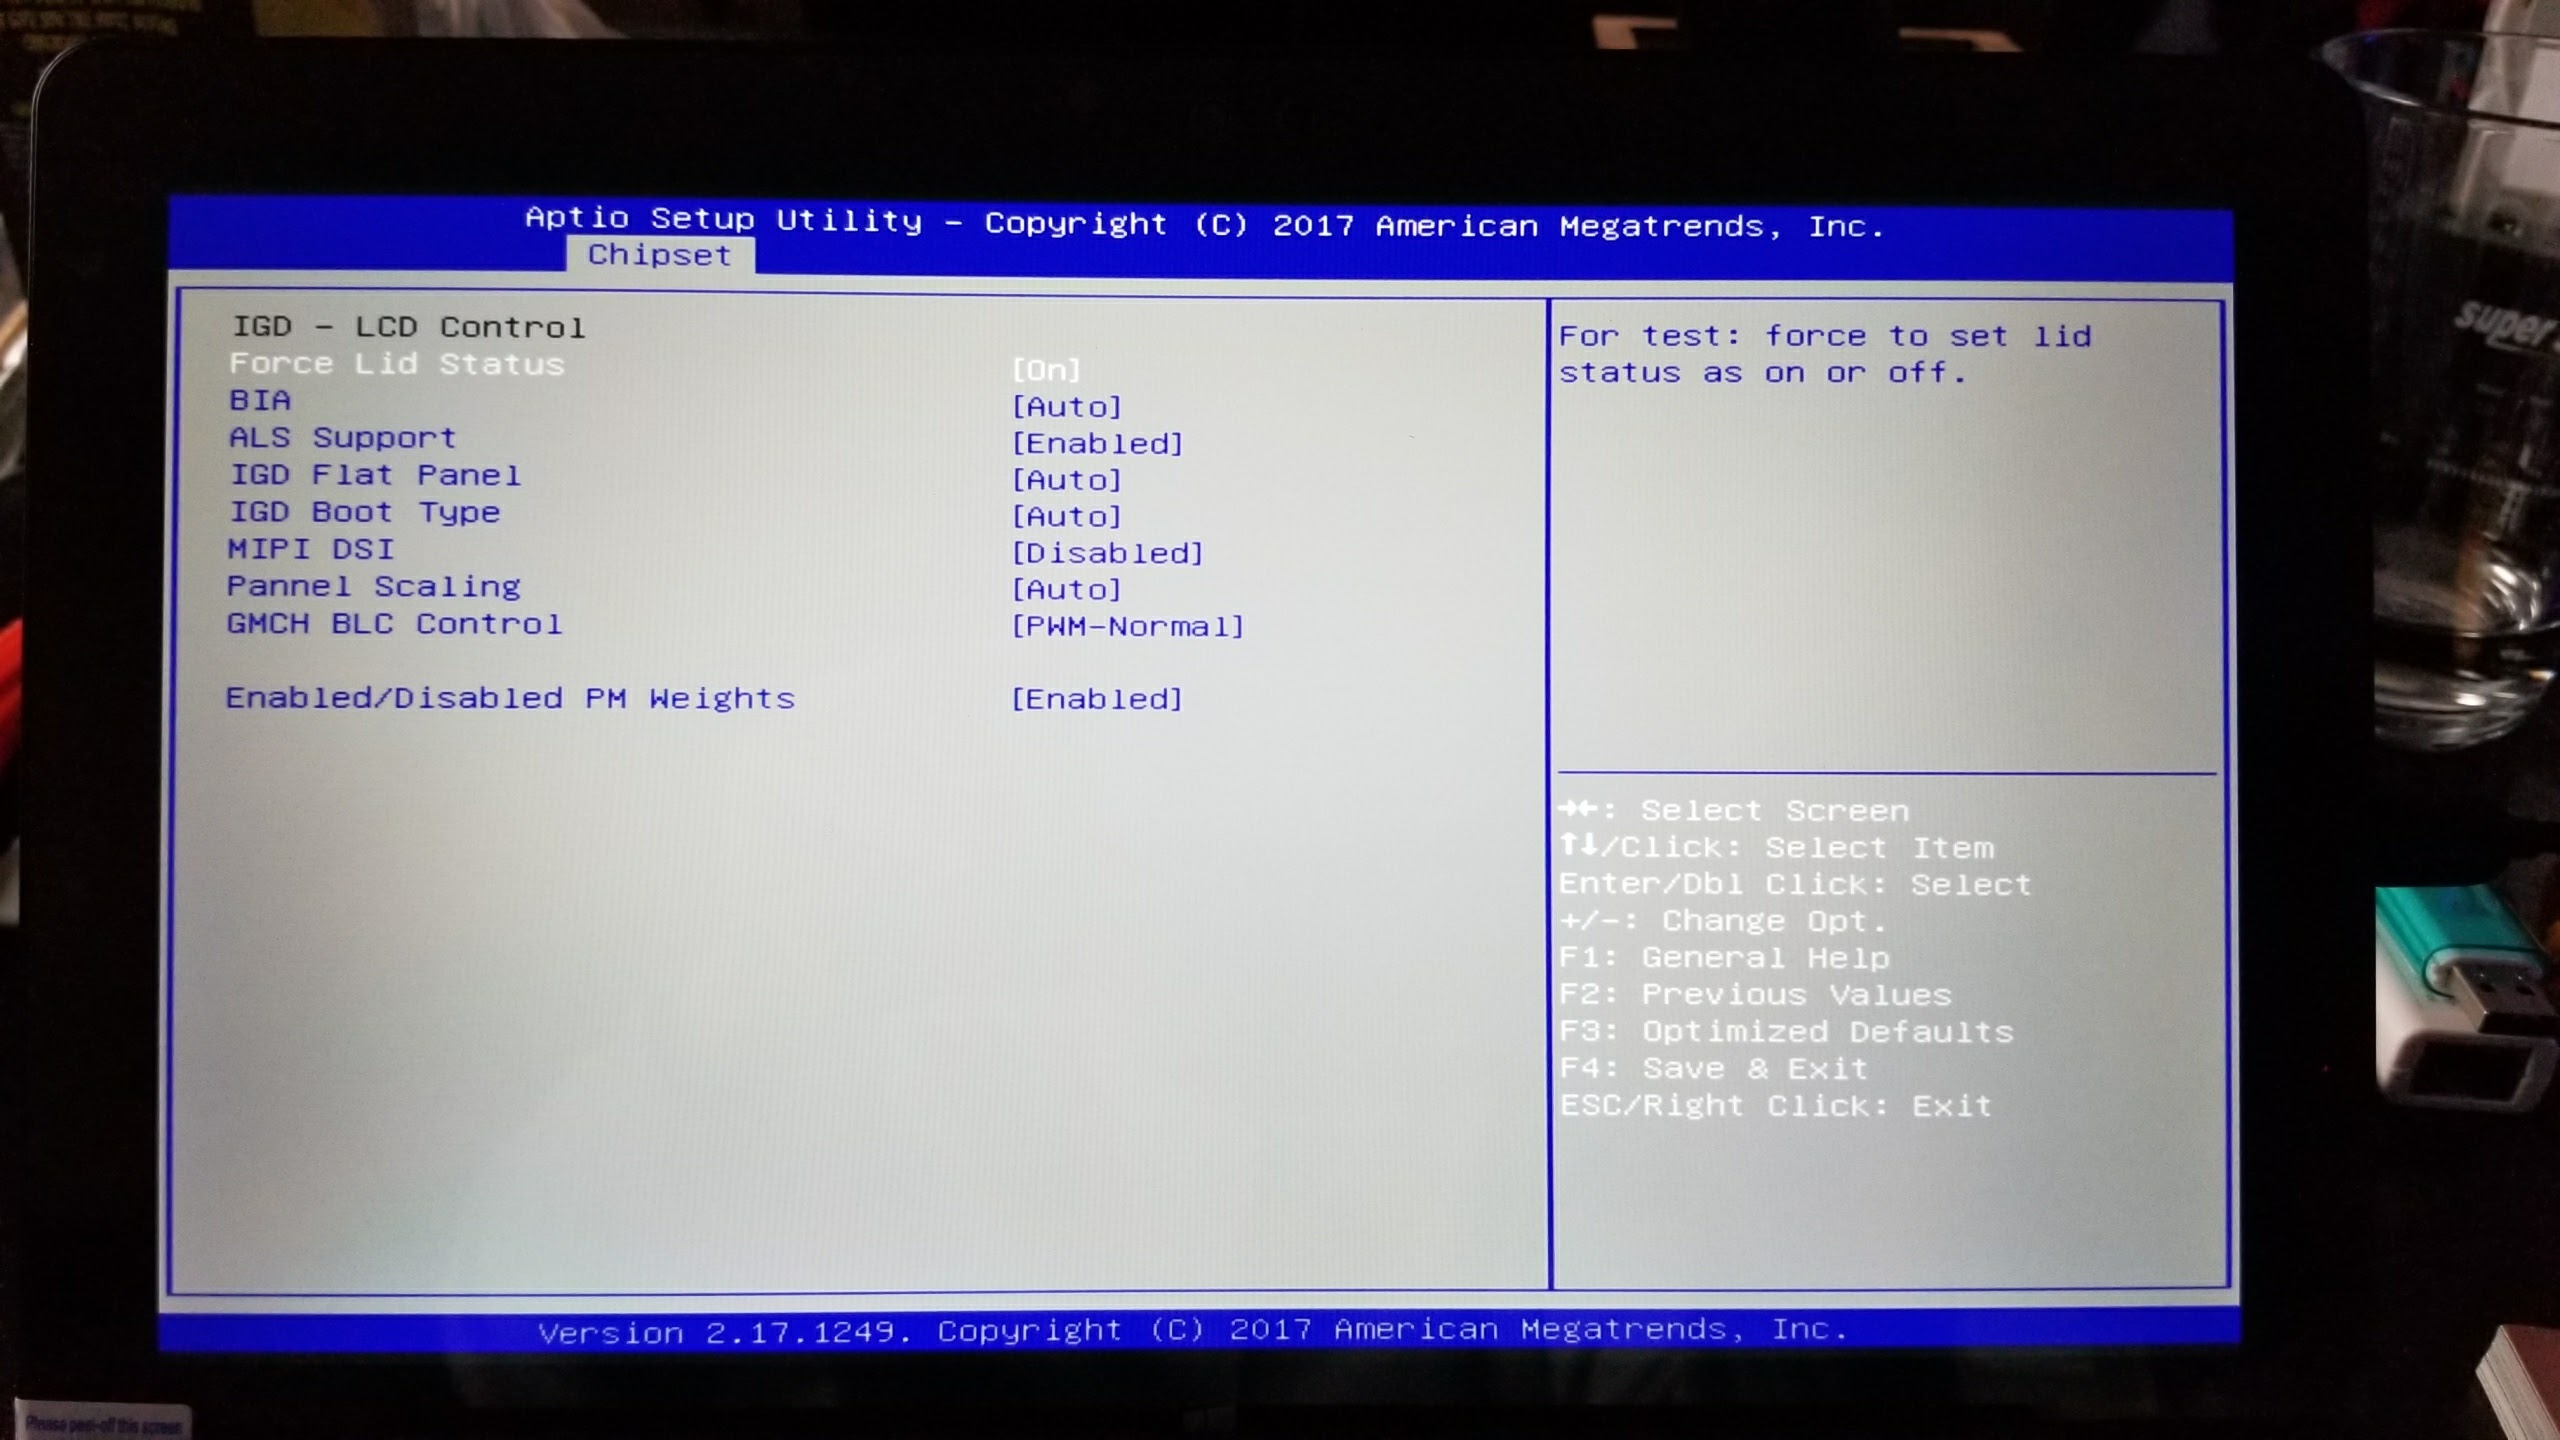 Aptio Setup Utility - Copyright (C) 2017 American Megatrends, Inc.
Chipset
IGD - LCD Control
Force Lid Status [On]
BIA [Auto]
ALS Support [Enabled]
IGD Flat Panel [Auto]
IGD Boot Type [Auto]
MIPI DSI [Disabled]
Pannel Scaling [Auto]
GMCH BLC Control [PWM-Normal]
Enabled/Disabled PM Weights [Enabled]
For test: force to set lid
status as on or off.
→←: Select Screen
↑↓/Click: Select Item
Enter/Dbl Click: Select
+/-: Change Opt.
F1: General Help
F2: Previous Values
F3: Optimized Defaults
F4: Save & Exit
ESC/Right Click: Exit
Version 2.17.1249. Copyright (C) 2017 American Megatrends, Inc.
Please peel-off this screen
super